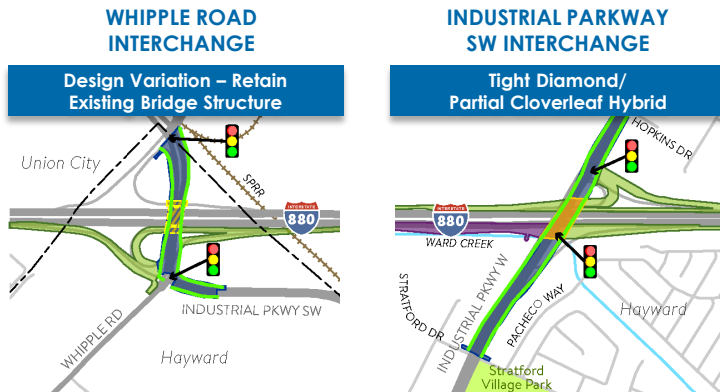 WHIPPLE ROAD
INTERCHANGE
Design Variation – Retain
Existing Bridge Structure
Union City
SPRR
INTERSTATE
880
INDUSTRIAL PKWY SW
WHIPPLE RD
Hayward
INDUSTRIAL PARKWAY
SW INTERCHANGE
Tight Diamond/
Partial Cloverleaf Hybrid
HOPKINS DR
INTERSTATE
880
WARD CREEK
STRATFORD DR
INDUSTRIAL PKWY W
PACHECO WAY
Hayward
Stratford
Village Park